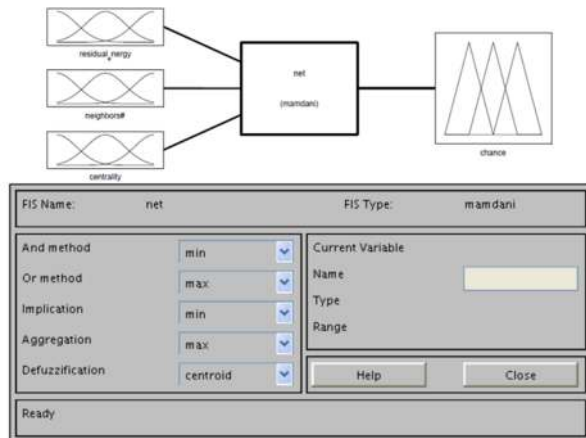 residual_nergy
net
(mamdani)
neighbors#
centrality
chance
FIS Name: net FIS Type: mamdani
And method min
Or method max
Implication min
Aggregation max
Defuzzification centroid
Current Variable
Name
Type
Range
Help Close
Ready